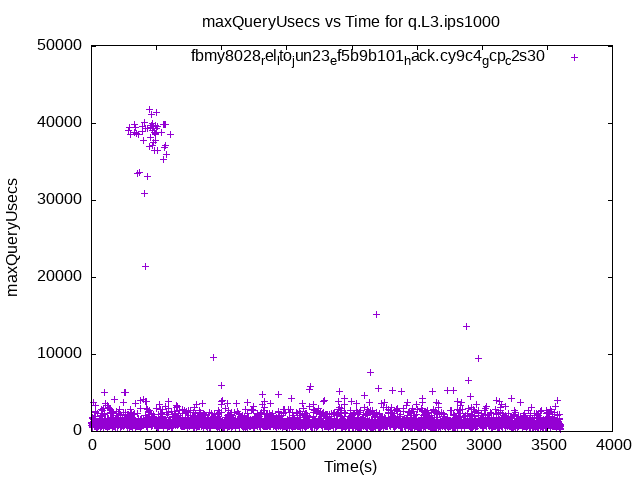 maxQueryUsecs vs Time for q.L3.ips1000
50000
fbmy8028relltojun23ef5b9b101hack.cy9c4gcpc2s30
40000
30000
maxQueryUsecs
20000
10000
0
0 500 1000 1500 2000 2500 3000 3500 4000
Time(s)